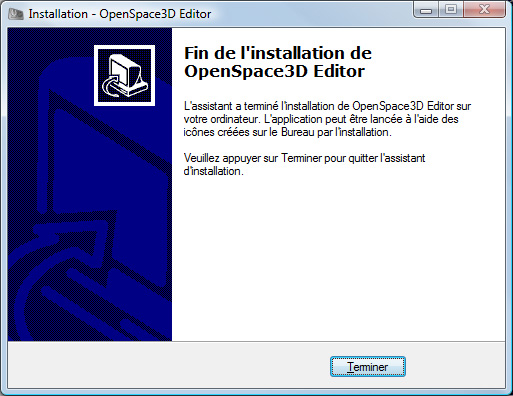 Installation - OpenSpace3D Editor
Fin de l'installation de
OpenSpace3D Editor
L'assistant a terminé l'installation de OpenSpace3D Editor sur
votre ordinateur. L'application peut être lancée à l'aide des
icônes créées sur le Bureau par l'installation.
Veuillez appuyer sur Terminer pour quitter l'assistant
d'installation.
Terminer